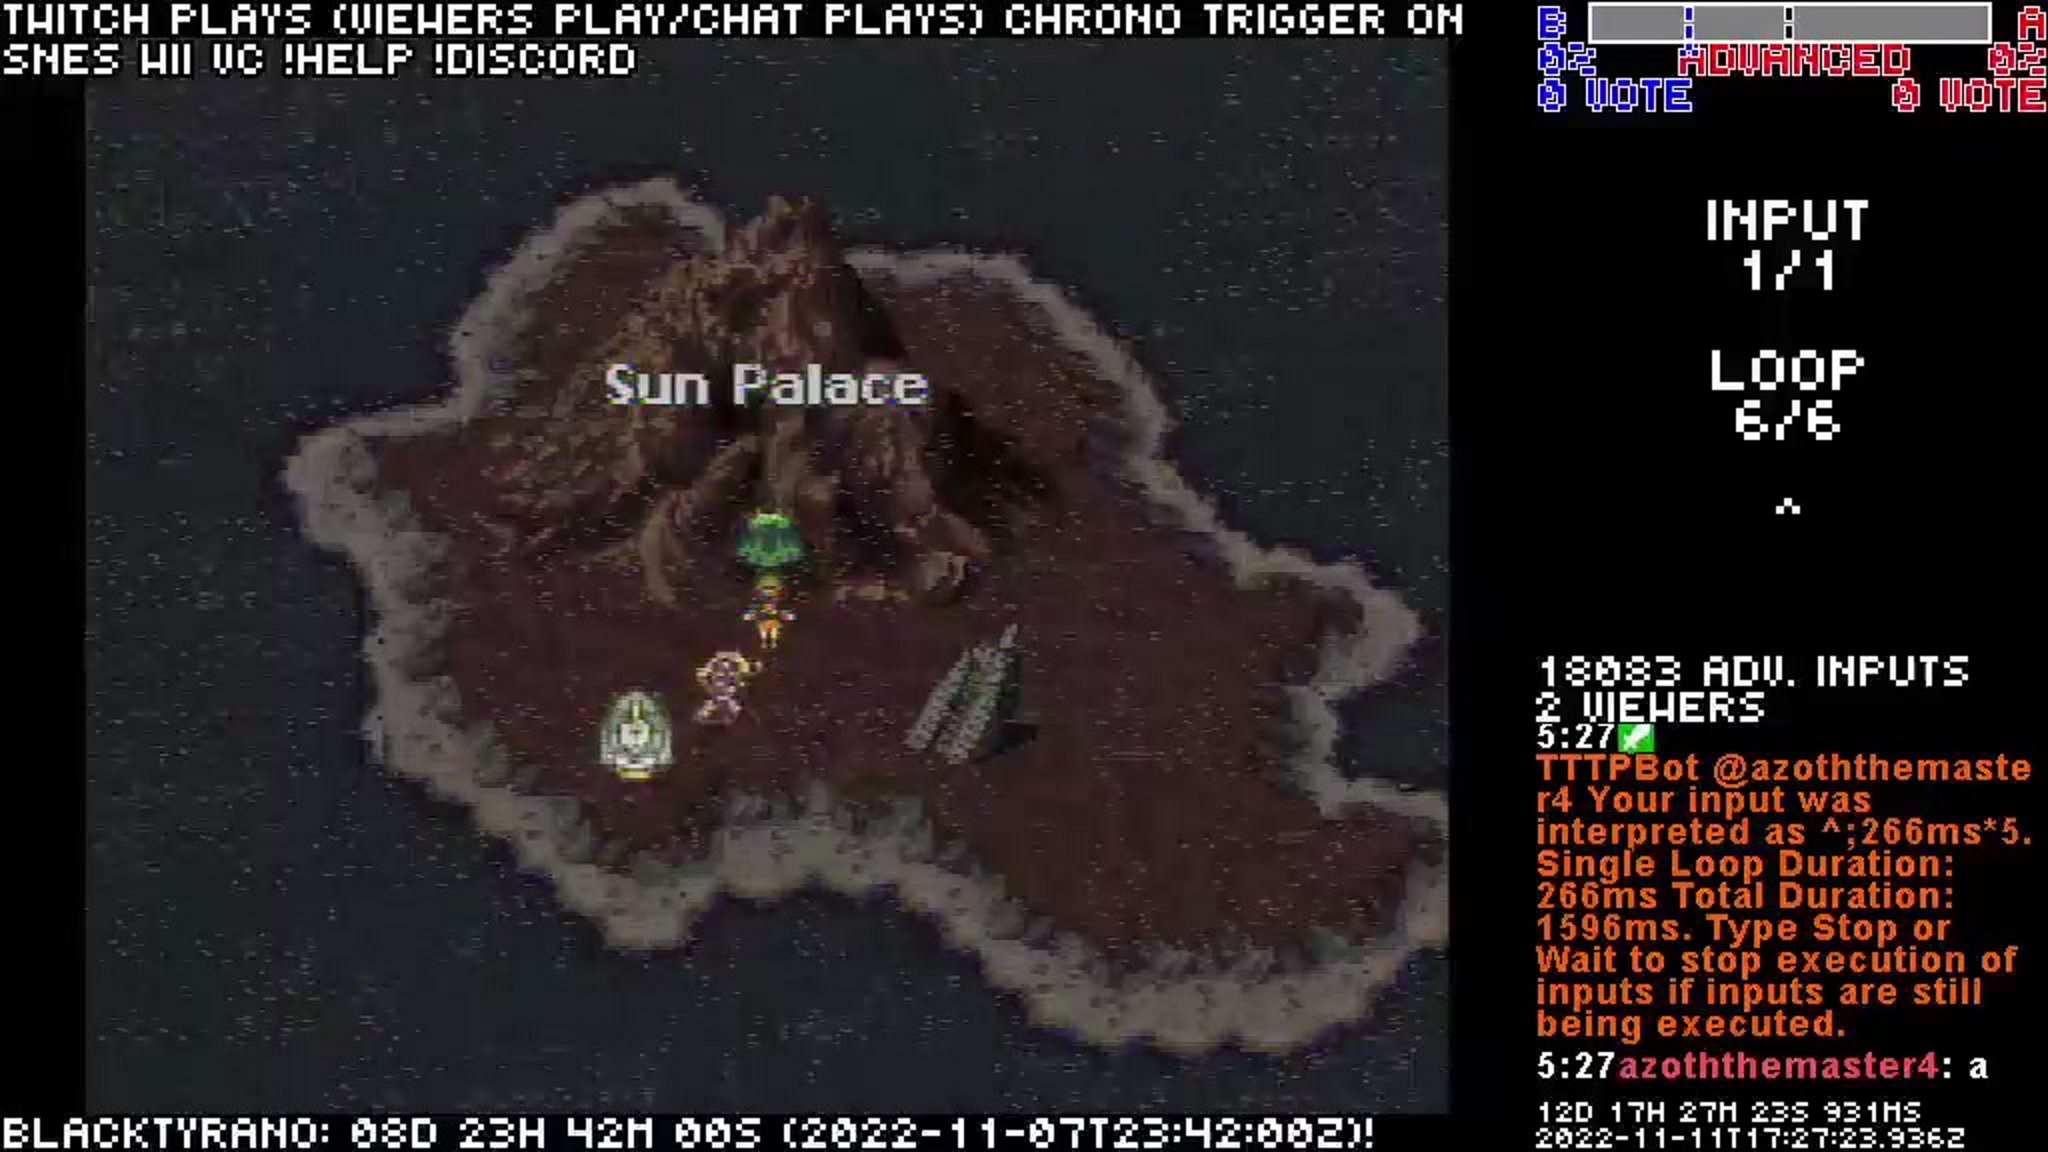 TWITCH PLAYS (VIEWERS PLAY/CHAT PLAYS) CHRONO TRIGGER ON
SNES WII VC !HELP !DISCORD
B A
0% ADVANCED 0%
0 VOTE 0 VOTE
INPUT
1/1
LOOP
6/6
^
Sun Palace
18083 ADV. INPUTS
2 VIEWERS
5:27
TTTPBot @azoththemaste
r4 Your input was
interpreted as ^;266ms*5.
Single Loop Duration:
266ms Total Duration:
1596ms. Type Stop or
Wait to stop execution of
inputs if inputs are still
being executed.
5:27azoththemaster4: a
12D 17H 27M 23S 931MS
2022-11-11T17:27:23.936Z
BLACKTYRANO: 08D 23H 42M 00S (2022-11-07T23:42:00Z)!